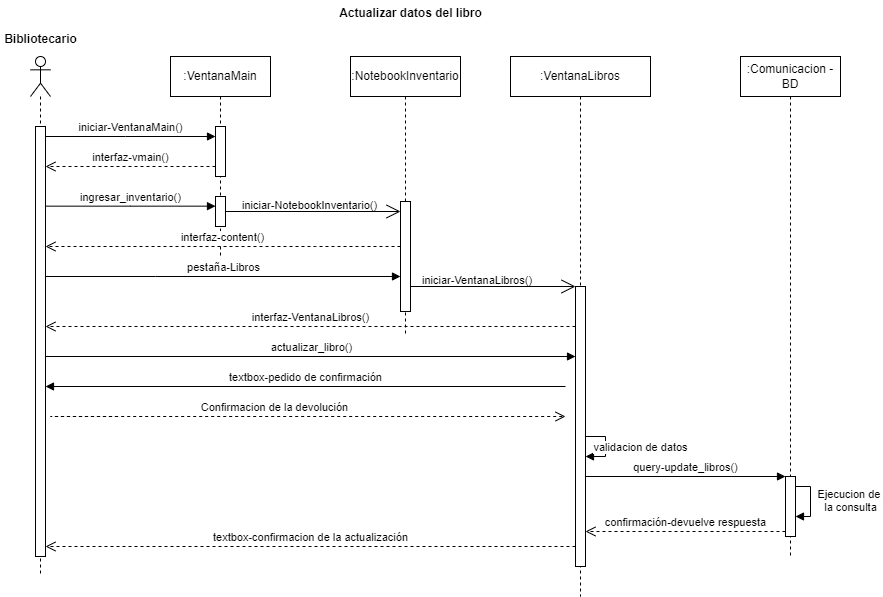 Actualizar datos del libro
Bibliotecario
:VentanaMain
:NotebookInventario
:VentanaLibros
:Comunicacion -
BD
iniciar-VentanaMain()
interfaz-vmain()
ingresar_inventario()
iniciar-NotebookInventario()
interfaz-content()
pestaña-Libros
iniciar-VentanaLibros()
interfaz-VentanaLibros()
actualizar_libro()
textbox-pedido de confirmación
Confirmacion de la devolución
validacion de datos
query-update_libros()
Ejecucion de
la consulta
confirmación-devuelve respuesta
textbox-confirmacion de la actualización